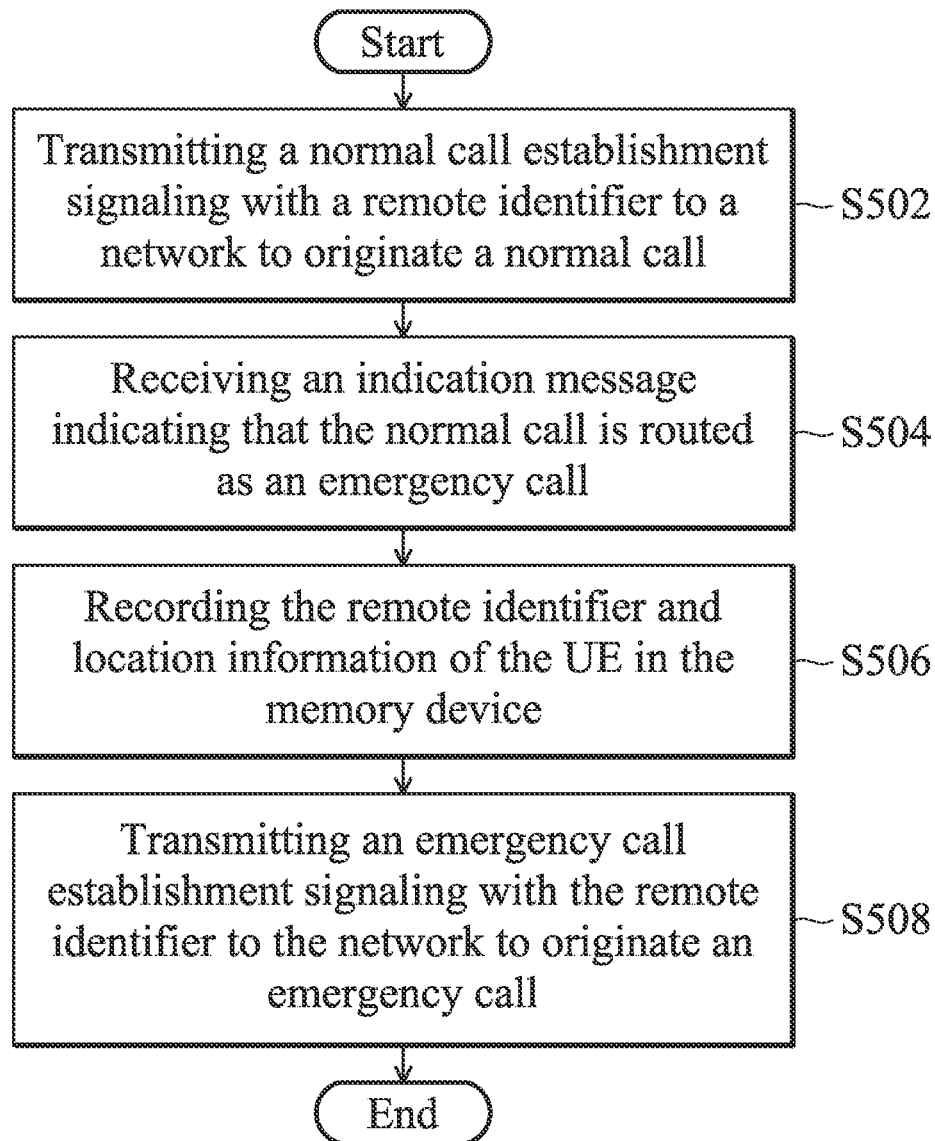 Start
Transmitting a normal call establishment
signaling with a remote identifier to a
network to originate a normal call
S502
Receiving an indication message
indicating that the normal call is routed
as an emergency call
S504
Recording the remote identifier and
location information of the UE in the
memory device
S506
Transmitting an emergency call
establishment signaling with the remote
identifier to the network to originate an
emergency call
S508
End